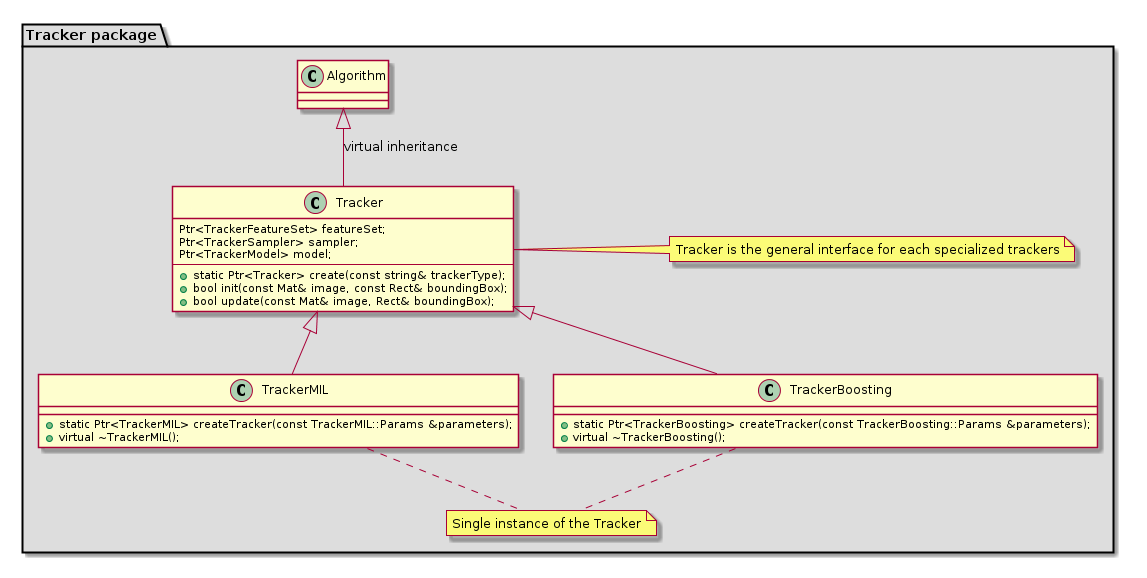 Tracker package
C Algorithm
virtual inheritance
C Tracker
Ptr<TrackerFeatureSet> featureSet;
Ptr<TrackerSampler> sampler;
Ptr<TrackerModel> model;
static Ptr<Tracker> create(const string& trackerType);
bool init(const Mat& image, const Rect& boundingBox);
bool update(const Mat& image, Rect& boundingBox);
Tracker is the general interface for each specialized trackers
C TrackerMIL
static Ptr<TrackerMIL> createTracker(const TrackerMIL::Params &parameters);
virtual ~TrackerMIL();
C TrackerBoosting
static Ptr<TrackerBoosting> createTracker(const TrackerBoosting::Params &parameters);
virtual ~TrackerBoosting();
Single instance of the Tracker